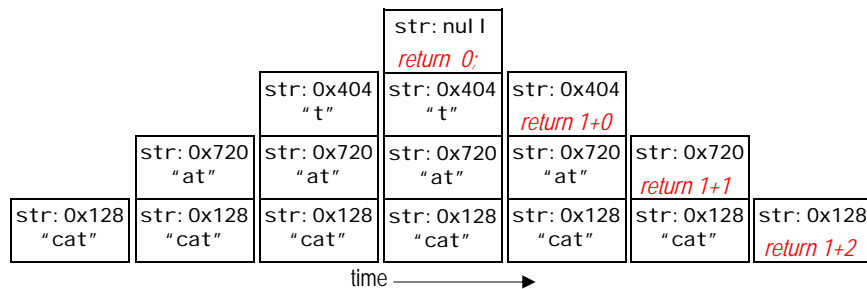 str: null
return 0;
str: 0x404 str: 0x404 str: 0x404
“t” “t” return 1+0
str: 0x720 str: 0x720 str: 0x720 str: 0x720 str: 0x720
“at” “at” “at” “at” return 1+1
str: 0x128 str: 0x128 str: 0x128 str: 0x128 str: 0x128 str: 0x128 str: 0x128
“cat” “cat” “cat” “cat” “cat” “cat” return 1+2
time